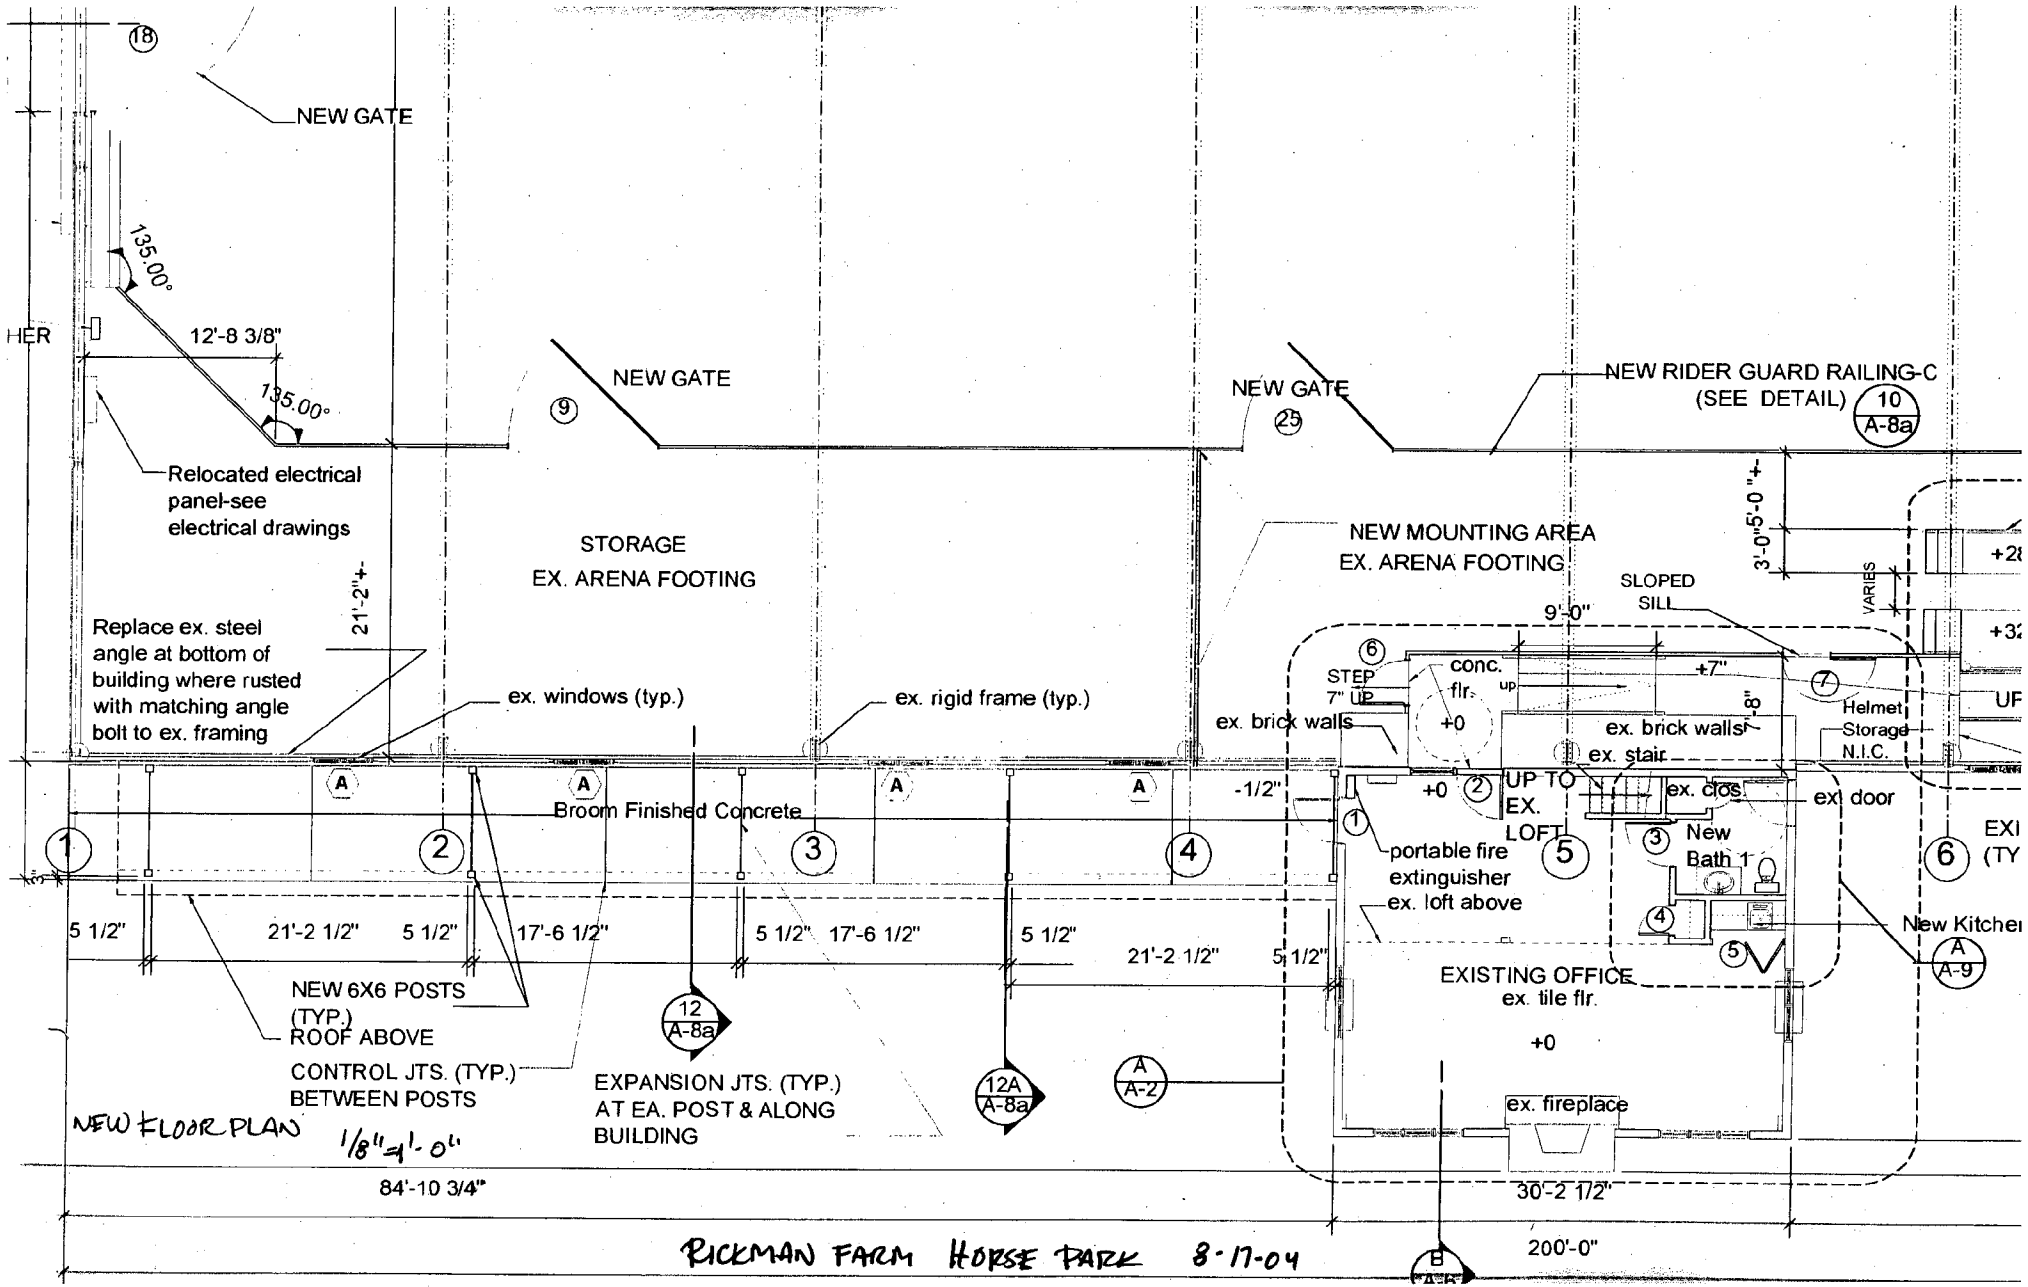 18
NEW GATE
135.00°
HER
12'-8 3/8"
135.00°
NEW GATE
9
NEW GATE
25
NEW RIDER GUARD RAILING-C
(SEE DETAIL)
10
A-8a
Relocated electrical
panel-see
electrical drawings
STORAGE
EX. ARENA FOOTING
21'-2"+-
NEW MOUNTING AREA
EX. ARENA FOOTING
3'-0"
5'-0 "+-
VARIES
+28
+32
UP
SLOPED
SILL
9'-0"
Replace ex. steel
angle at bottom of
building where rusted
with matching angle
bolt to ex. framing
ex. windows (typ.)
ex. rigid frame (typ.)
6
STEP
7" UP
conc.
flr.
+0
up
+7"
7
7'-8"
ex. brick walls
ex. brick walls
ex. stair
Helmet
Storage
N.I.C.
A
A
A
A
-1/2"
Broom Finished Concrete
+0
2
UP TO
EX.
LOFT
ex. clos.
ex. door
1
3
New
Bath 1
1
2
3
4
5
6
EXI
(TY
3"
portable fire
extinguisher
ex. loft above
4
5
New Kitchen
A
A-9
5 1/2"
21'-2 1/2"
5 1/2"
17'-6 1/2"
5 1/2"
17'-6 1/2"
5 1/2"
21'-2 1/2"
5 1/2"
EXISTING OFFICE
ex. tile flr.
+0
NEW 6X6 POSTS
(TYP.)
ROOF ABOVE
12
A-8a
CONTROL JTS. (TYP.)
BETWEEN POSTS
EXPANSION JTS. (TYP.)
AT EA. POST & ALONG
BUILDING
12A
A-8a
A
A-2
ex. fireplace
NEW FLOOR PLAN
1/8"=1'-0"
84'-10 3/4"
30'-2 1/2"
RICKMAN FARM HORSE PARK 8-17-04
200'-0"
B
A-6